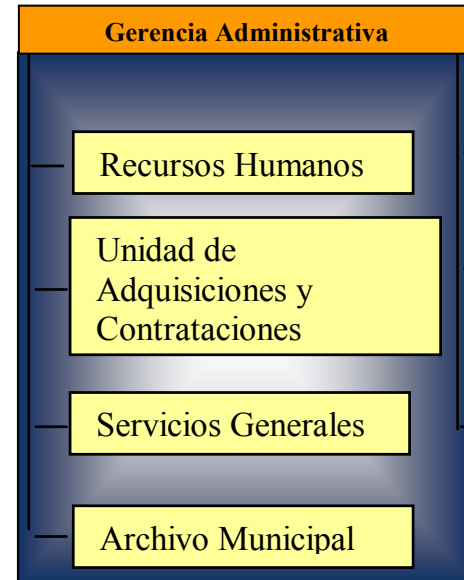 Gerencia Administrativa
Recursos Humanos
Unidad de
Adquisiciones y
Contrataciones
Servicios Generales
Archivo Municipal